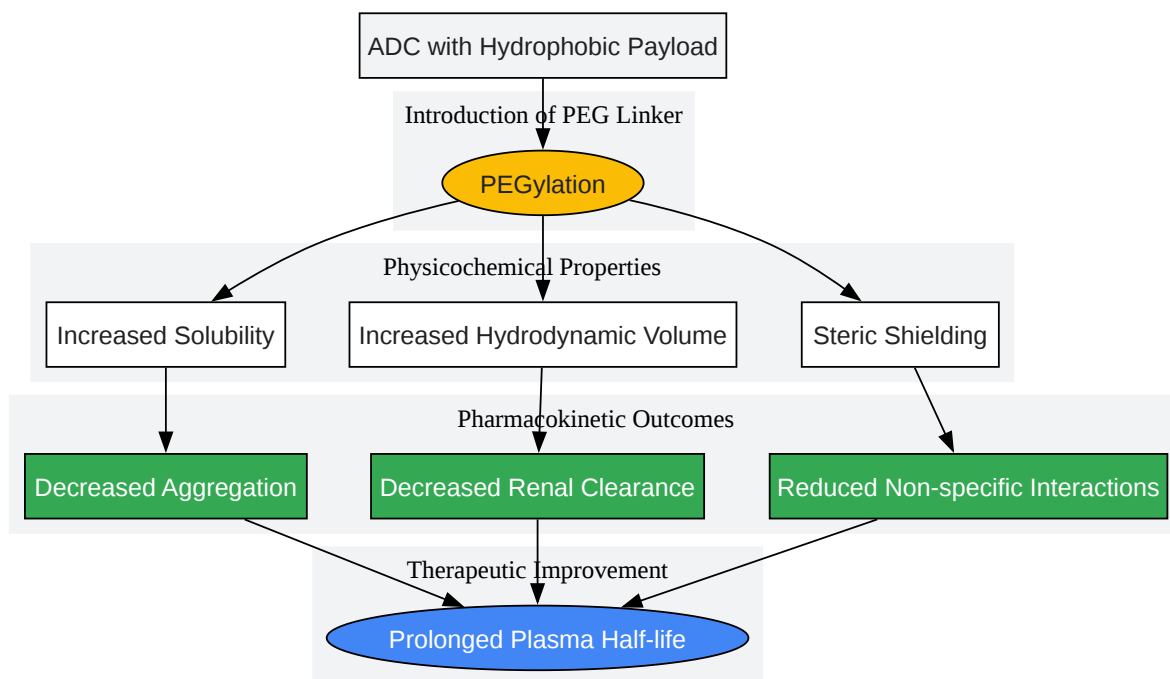 ADC with Hydrophobic Payload
Introduction of PEG Linker
PEGylation
Physicochemical Properties
Increased Solubility
Increased Hydrodynamic Volume
Steric Shielding
Pharmacokinetic Outcomes
Decreased Aggregation
Decreased Renal Clearance
Reduced Non-specific Interactions
Therapeutic Improvement
Prolonged Plasma Half-life